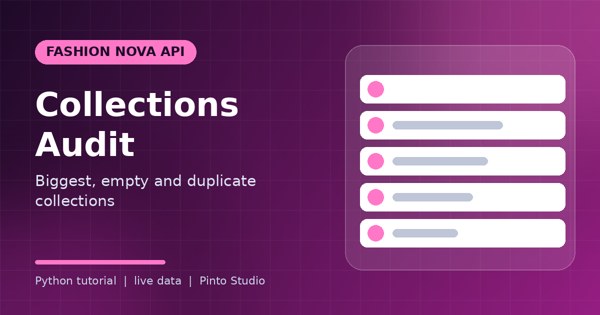 FASHION NOVA API
Collections
Audit
Biggest, empty and duplicate
collections
Python tutorial | live data | Pinto Studio